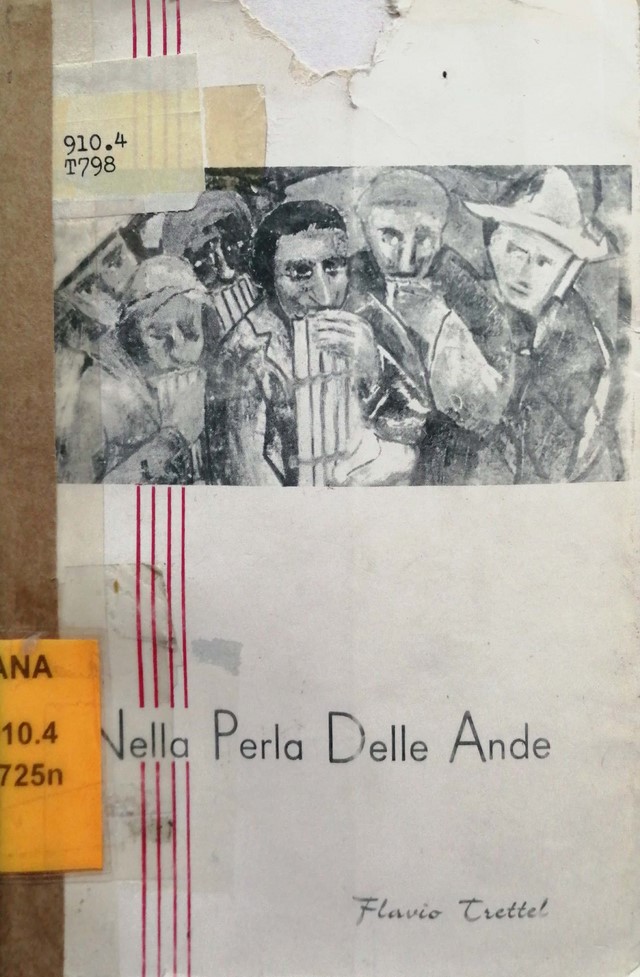 910.4
T798
ANA
10.4
725n
Nella Perla Delle Ande
Flavio Trettel